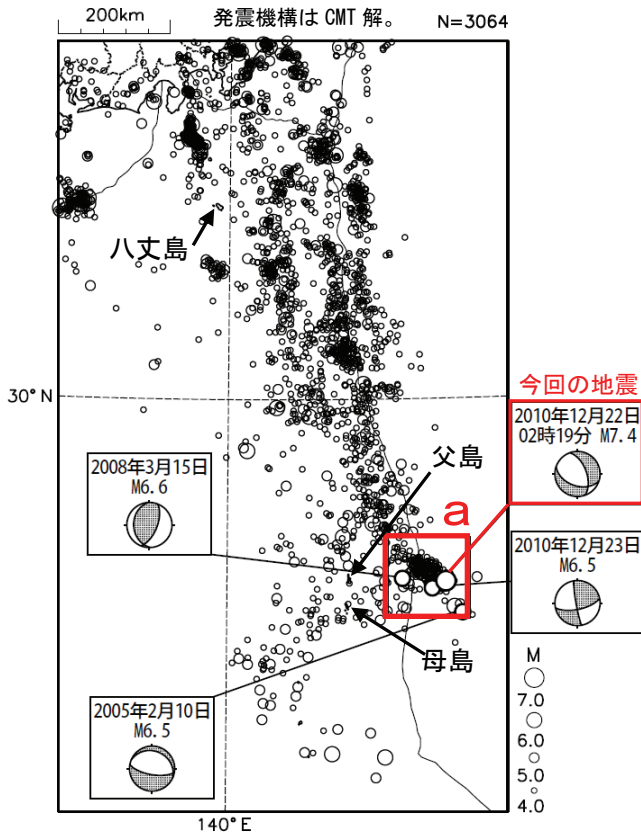 200km
発震機構は CMT 解。
N=3064
八丈島
30°N
今回の地震
2010年12月22日
02時19分 M7.4
父島
2008年3月15日
M6.6
a
2010年12月23日
M6.5
母島
2005年2月10日
M6.5
M
7.0
6.0
5.0
4.0
140°E